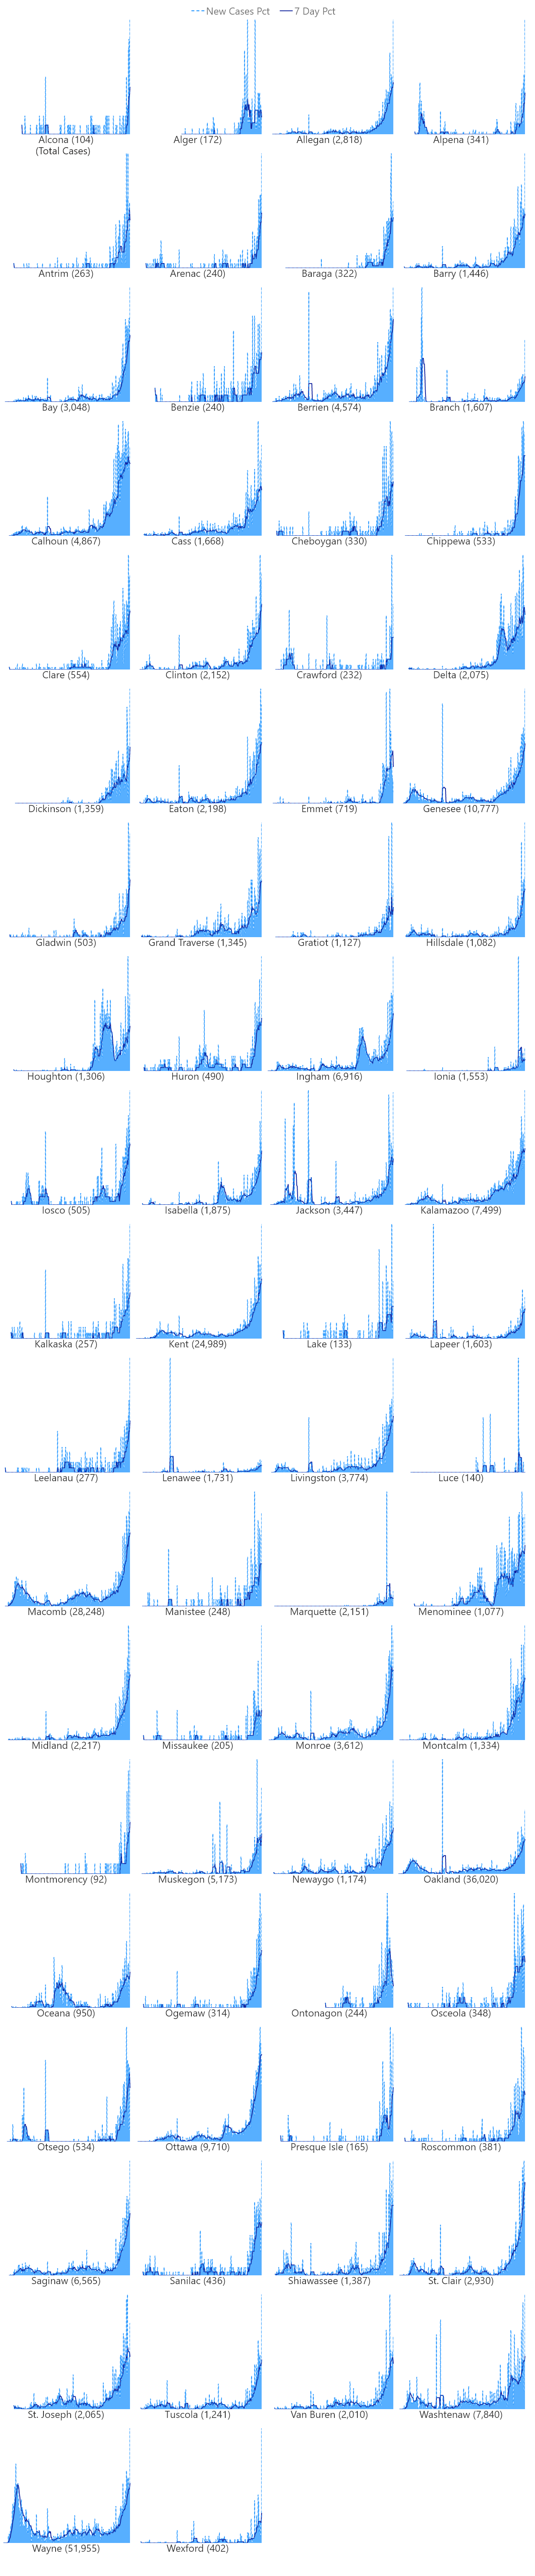 New Cases Pct 7 Day Pct
Alcona (104) Alger (172) Allegan (2,818) Alpena (341)
(Total Cases)
Antrim (263) Arenac (240) Baraga (322) Barry (1,446)
Bay (3,048) Benzie (240) Berrien (4,574) Branch (1,607)
Calhoun (4,867) Cass (1,668) Cheboygan (330) Chippewa (533)
Clare (554) Clinton (2,152) Crawford (232) Delta (2,075)
Dickinson (1,359) Eaton (2,198) Emmet (719) Genesee (10,777)
Gladwin (503) Grand Traverse (1,345) Gratiot (1,127) Hillsdale (1,082)
Houghton (1,306) Huron (490) Ingham (6,916) Ionia (1,553)
Iosco (505) Isabella (1,875) Jackson (3,447) Kalamazoo (7,499)
Kalkaska (257) Kent (24,989) Lake (133) Lapeer (1,603)
Leelanau (277) Lenawee (1,731) Livingston (3,774) Luce (140)
Macomb (28,248) Manistee (248) Marquette (2,151) Menominee (1,077)
Midland (2,217) Missaukee (205) Monroe (3,612) Montcalm (1,334)
Montmorency (92) Muskegon (5,173) Newaygo (1,174) Oakland (36,020)
Oceana (950) Ogemaw (314) Ontonagon (244) Osceola (348)
Otsego (534) Ottawa (9,710) Presque Isle (165) Roscommon (381)
Saginaw (6,565) Sanilac (436) Shiawassee (1,387) St. Clair (2,930)
St. Joseph (2,065) Tuscola (1,241) Van Buren (2,010) Washtenaw (7,840)
Wayne (51,955) Wexford (402)